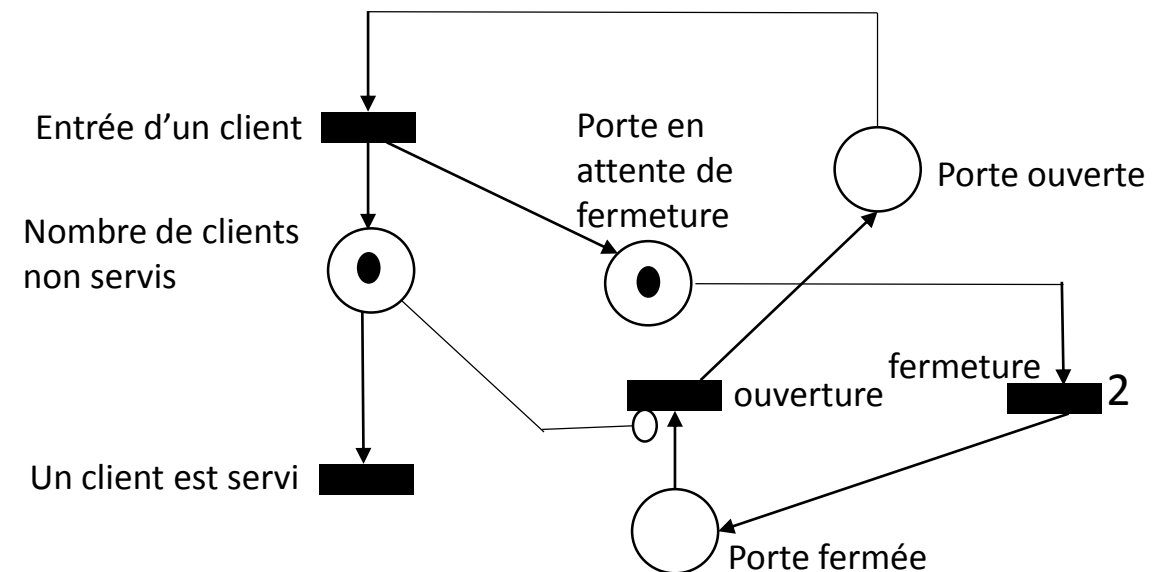 Entrée d’un client
Porte en
attente de
fermeture
Porte ouverte
Nombre de clients
non servis
fermeture
2
ouverture
Un client est servi
Porte fermée